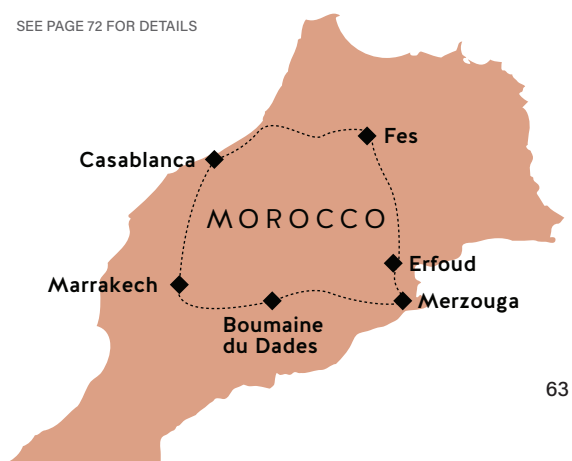 SEE PAGE 72 FOR DETAILS
Fes
Casablanca
MOROCCO
Erfoud
Marrakech
Merzouga
Boumaine
du Dades
63